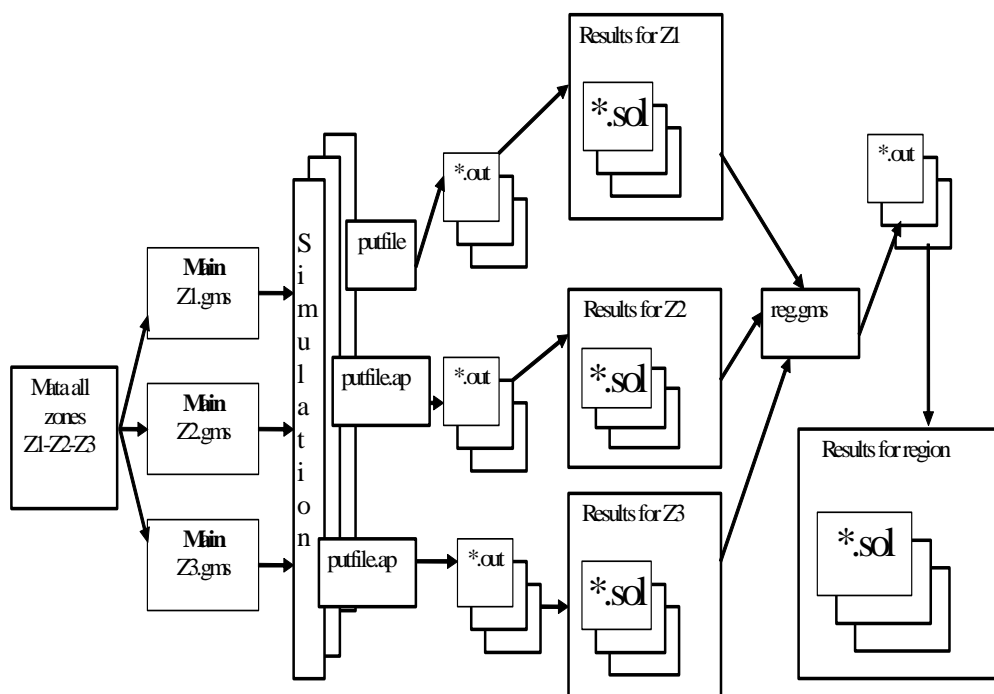 Mata all
zones
Z1-Z2-Z3
Main
Z1.gms
Main
Z2.gms
Main
Z3.gms
Simulation
putfile
putfile.ap
putfile.ap
*.out
*.out
*.out
Results for Z1
*.sol
Results for Z2
*.sol
Results for Z3
*.sol
reg.gms
*.out
Results for region
*.sol